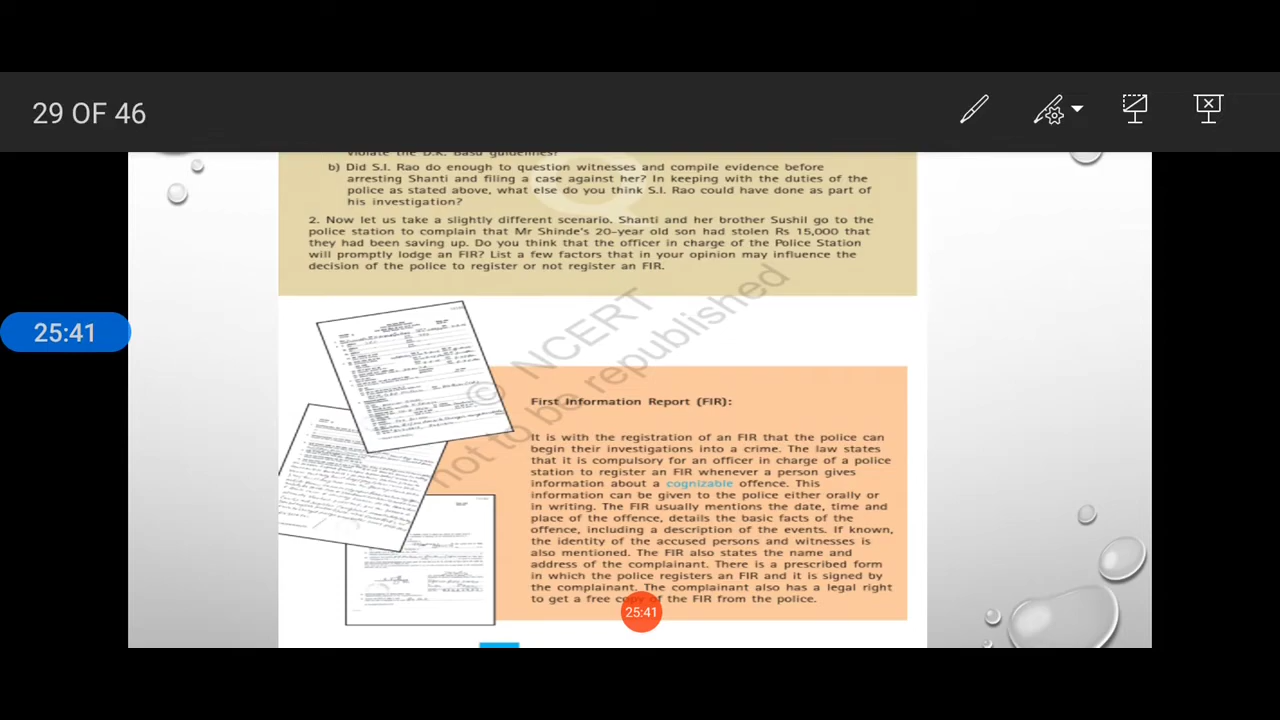 29 OF 46
violate the D.K. Basu guidelines?
b) Did S.I. Rao do enough to question witnesses and compile evidence before
arresting Shanti and filing a case against her? In keeping with the duties of the
police as stated above, what else do you think S.I. Rao could have done as part of
his investigation?
2. Now let us take a slightly different scenario. Shanti and her brother Sushil go to the
police station to complain that Mr Shinde's 20-year old son had stolen Rs 15,000 that
they had been saving up. Do you think that the officer in charge of the Police Station
will promptly lodge an FIR? List a few factors that in your opinion may influence the
decision of the police to register or not register an FIR.
25:41
© NCERT
not to be republished
First Information Report (FIR):
It is with the registration of an FIR that the police can
begin their investigations into a crime. The law states
that it is compulsory for an officer in charge of a police
station to register an FIR whenever a person gives
information about a cognizable offence. This
information can be given to the police either orally or
in writing. The FIR usually mentions the date, time and
place of the offence, details the basic facts of the
offence, including a description of the events. If known,
the identity of the accused persons and witnesses is
also mentioned. The FIR also states the name and
address of the complainant. There is a prescribed form
in which the police registers an FIR and it is signed by
the complainant. The complainant also has a legal right
to get a free copy of the FIR from the police.
25:41